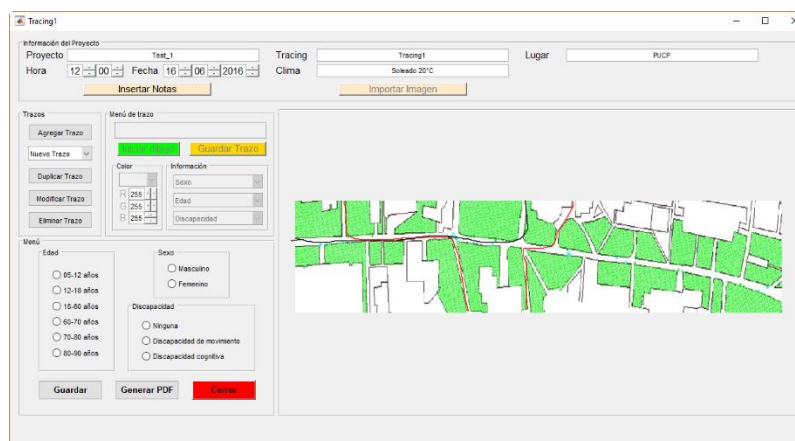 Tracing1
Información del Proyecto
Proyecto Test_1 Tracing Tracing1 Lugar PUCP
Hora 12 00 Fecha 16 06 2016 Clima Soleado 20°C
Insertar Notas Importar Imagen
Trazos Menú de trazo
Agregar Trazo
Nuevo Trazo Guardar Trazo
Color Información
Duplicar Trazo Sexo
R 255
Modificar Trazo G 255 Edad
B 255
Eliminar Trazo Discapacidad
Menú
Edad Sexo
05-12 años Masculino
12-18 años Femenino
18-60 años Discapacidad
60-70 años Ninguna
70-80 años Discapacidad de movimiento
80-90 años Discapacidad cognitiva
Guardar Generar PDF Cerrar